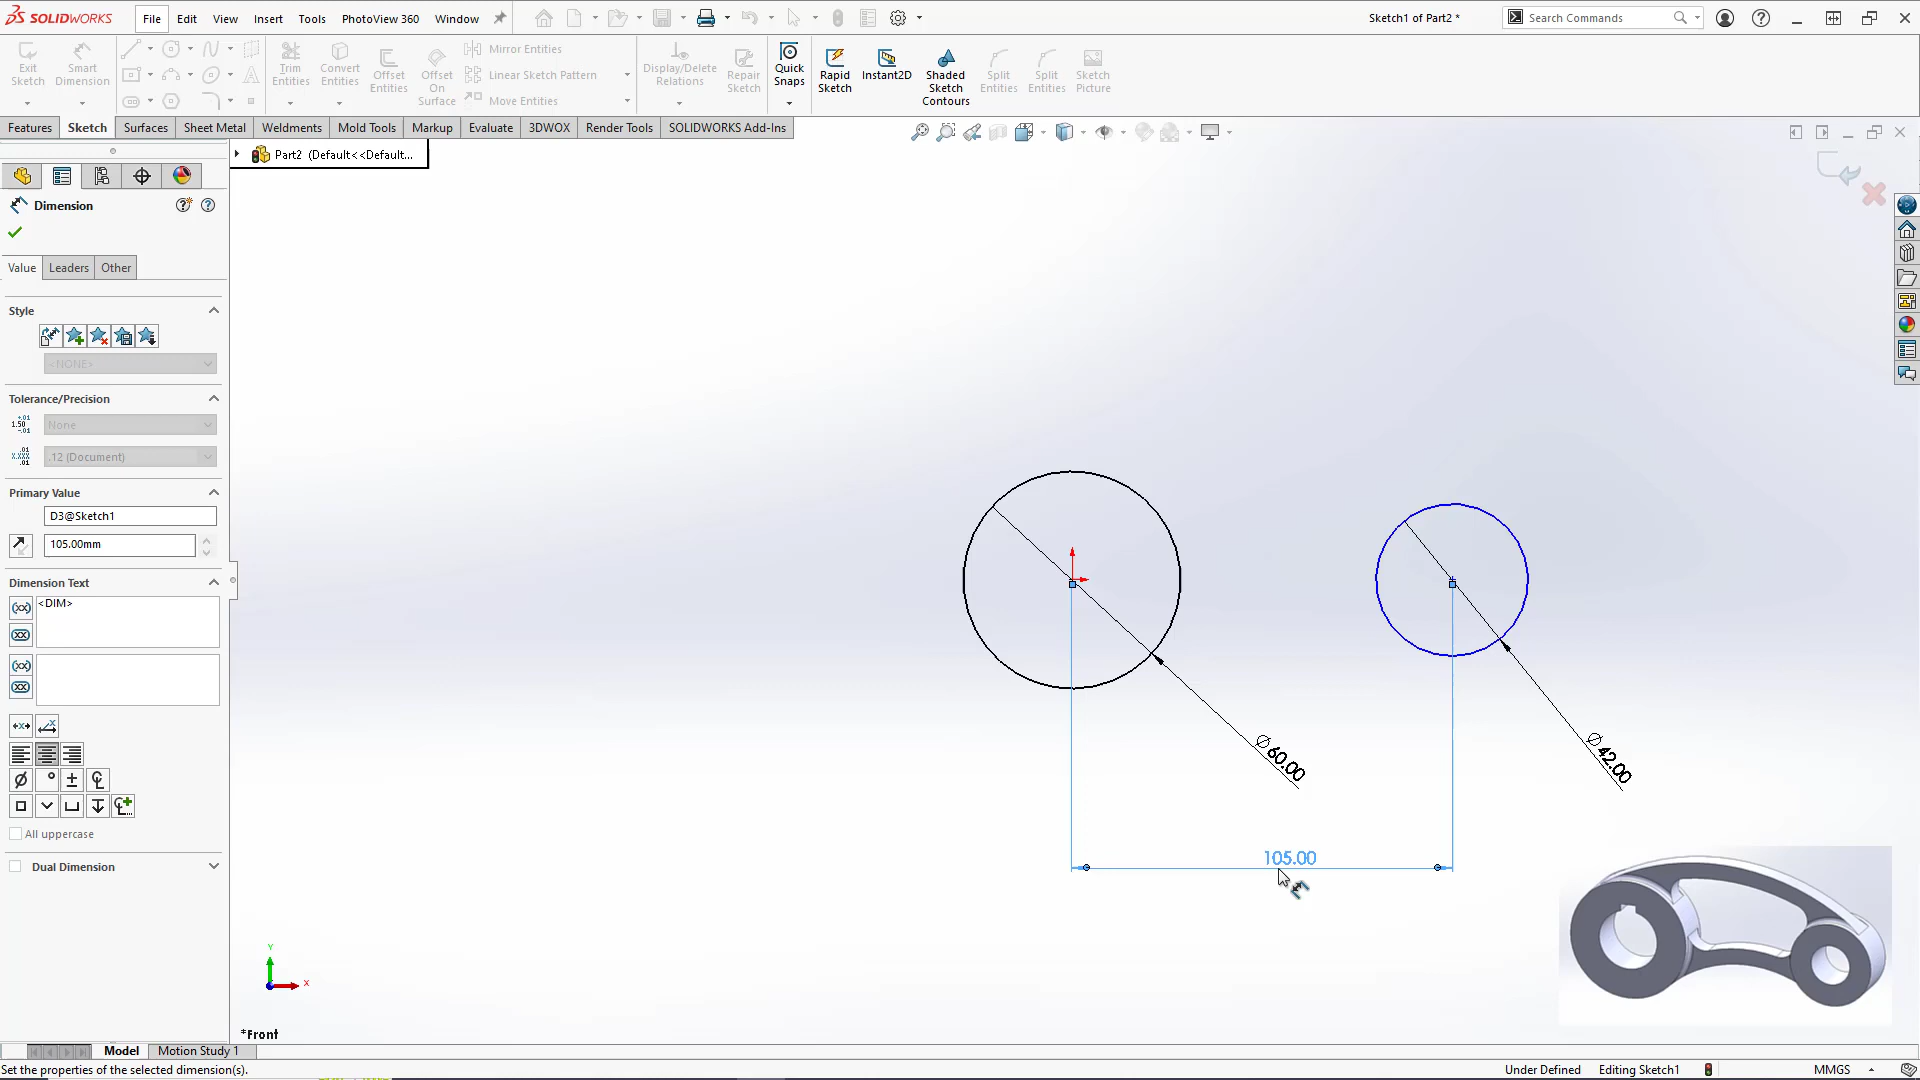 SOLIDWORKS File Edit View Insert Tools PhotoView 360 Window Sketch1 of Part2 * Search Commands
Exit Sketch
Smart Dimension
Trim Entities
Convert Entities
Offset Entities
Offset On Surface
Mirror Entities
Linear Sketch Pattern
Move Entities
Display/Delete Relations
Repair Sketch
Quick Snaps
Rapid Sketch
Instant2D
Shaded Sketch Contours
Split Entities
Split Entities
Sketch Picture
Features Sketch Surfaces Sheet Metal Weldments Mold Tools Markup Evaluate 3DWOX Render Tools SOLIDWORKS Add-Ins
Part2 (Default<<Default...
Dimension
Value Leaders Other
Style
<NONE>
Tolerance/Precision
None
.12 (Document)
Primary Value
D3@Sketch1
105.00mm
Dimension Text
<DIM>
All uppercase
Dual Dimension
Ø60.00
Ø42.00
105.00
Y
X
*Front
Model Motion Study 1
Set the properties of the selected dimension(s). Under Defined Editing Sketch1 MMGS